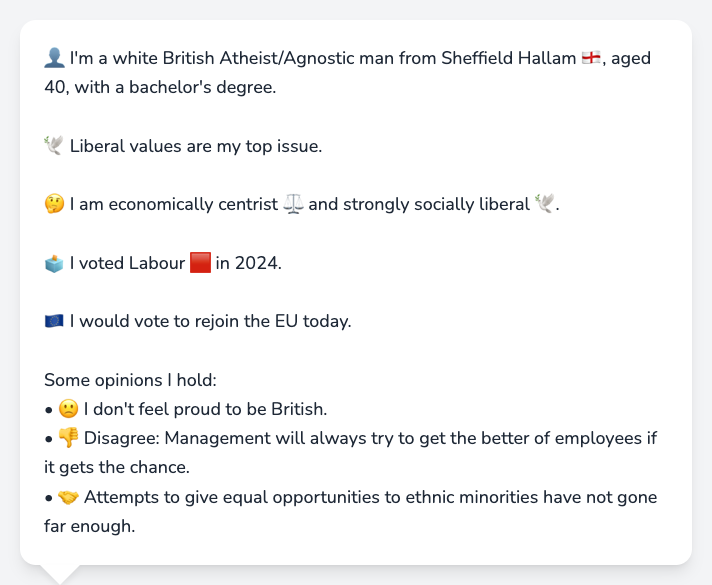 👤 I'm a white British Atheist/Agnostic man from Sheffield Hallam 🏴󠁧󠁢󠁥󠁮󠁧󠁿, aged
40, with a bachelor's degree.
🕊️ Liberal values are my top issue.
🤔 I am economically centrist ⚖️ and strongly socially liberal 🕊️.
🗳️ I voted Labour 🟥 in 2024.
🇪🇺 I would vote to rejoin the EU today.
Some opinions I hold:
• 🙁 I don't feel proud to be British.
• 👎 Disagree: Management will always try to get the better of employees if
it gets the chance.
• 🤝 Attempts to give equal opportunities to ethnic minorities have not gone
far enough.